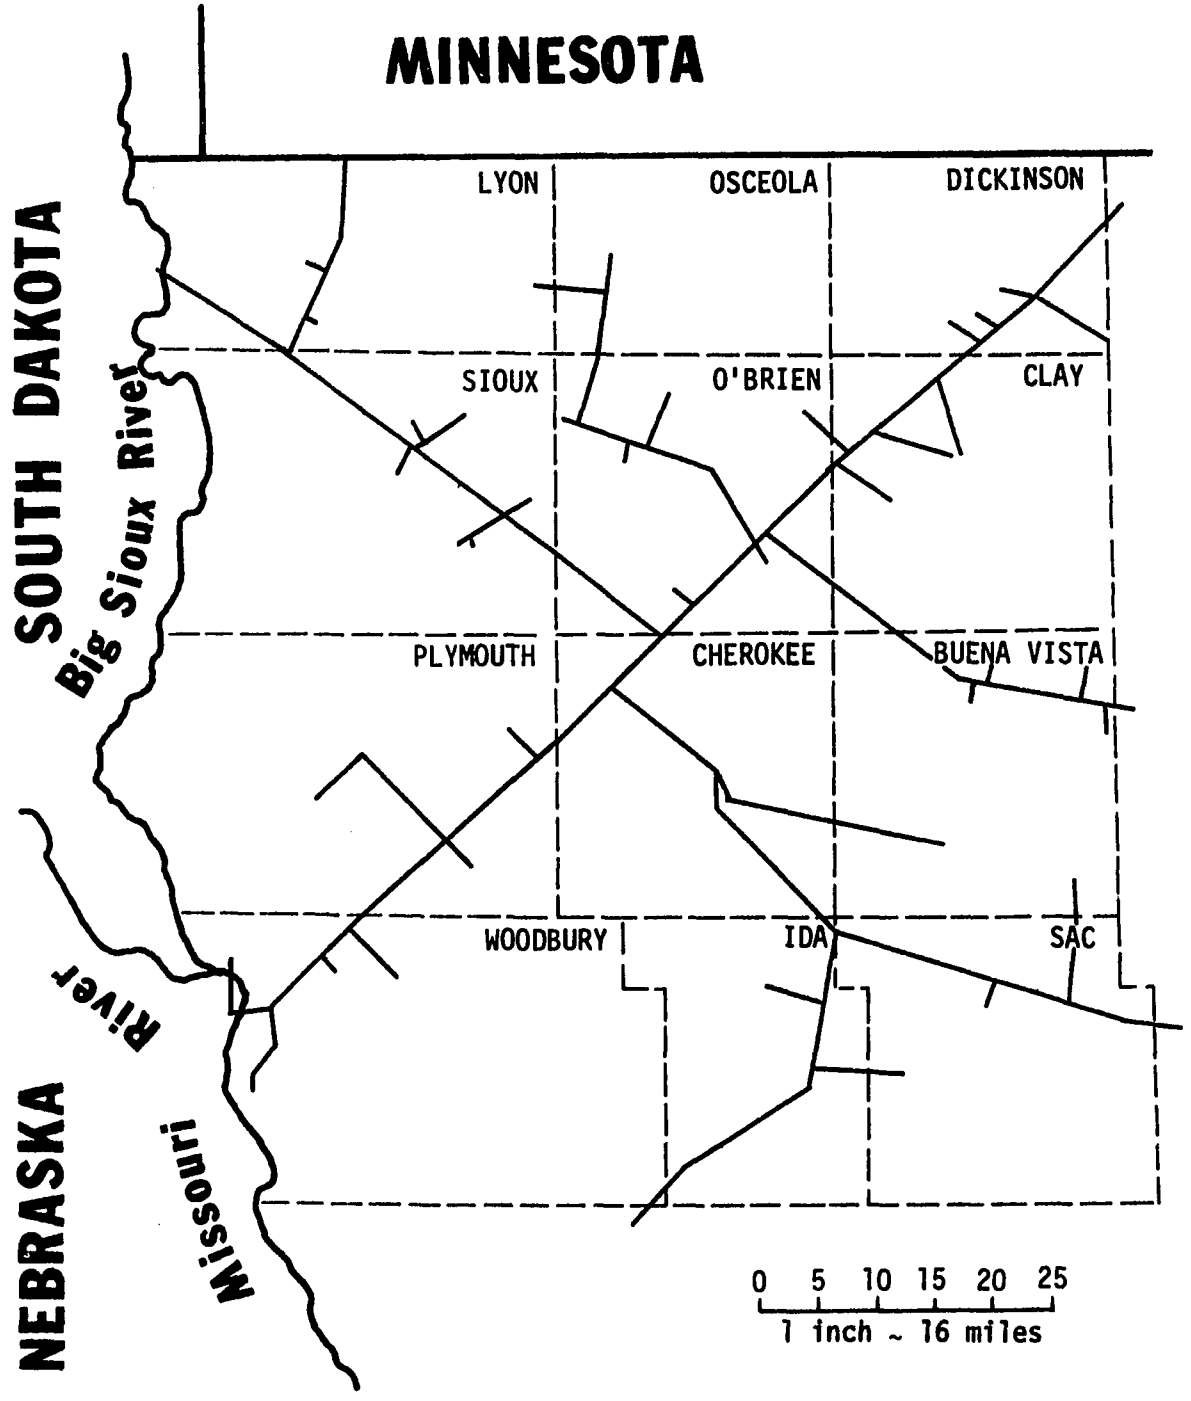 MINNESOTA
SOUTH DAKOTA
LYON
OSCEOLA
DICKINSON
Big Sioux River
SIOUX
O'BRIEN
CLAY
PLYMOUTH
CHEROKEE
BUENA VISTA
WOODBURY
IDA
SAC
River
Missouri
NEBRASKA
0 5 10 15 20 25
1 inch ~ 16 miles